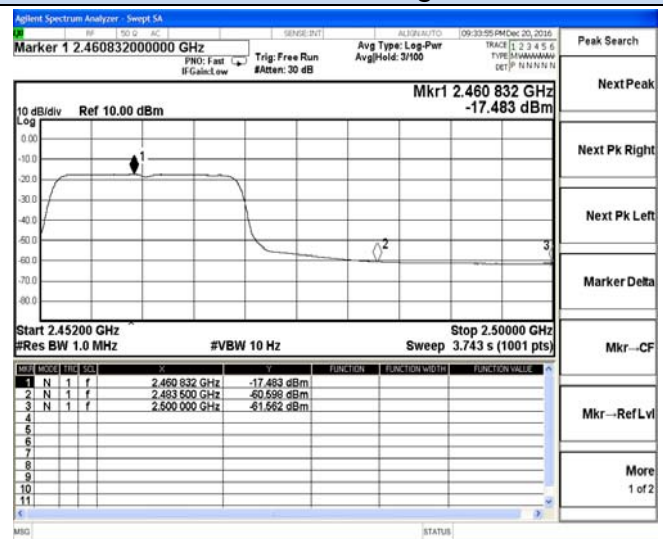 Agilent Spectrum Analyzer - Swept SA
RF 50 Ω AC SENSE:INT ALIGN AUTO 09:33:55 PM Dec 20, 2016
Marker 1 2.460832000000 GHz
PNO: Fast
IFGain:Low
Trig: Free Run
#Atten: 30 dB
Avg Type: Log-Pwr
Avg|Hold: 3/100
TRACE 1 2 3 4 5 6
TYPE MWWWWW
DET P NNNNN
Peak Search
Next Peak
Next Pk Right
Next Pk Left
Marker Delta
Mkr→CF
Mkr→Ref Lvl
More
1 of 2
Mkr1 2.460 832 GHz
-17.483 dBm
10 dB/div Ref 10.00 dBm
Log
0.00
-10.0
-20.0
-30.0
-40.0
-50.0
-60.0
-70.0
-80.0
1
2
3
Start 2.45200 GHz Stop 2.50000 GHz
#Res BW 1.0 MHz #VBW 10 Hz Sweep 3.743 s (1001 pts)
MKR MODE TRC SCL X Y FUNCTION FUNCTION WIDTH FUNCTION VALUE
1 N 1 f 2.460 832 GHz -17.483 dBm
2 N 1 f 2.483 500 GHz -60.598 dBm
3 N 1 f 2.500 000 GHz -61.562 dBm
4
5
6
7
8
9
10
11
MSG STATUS